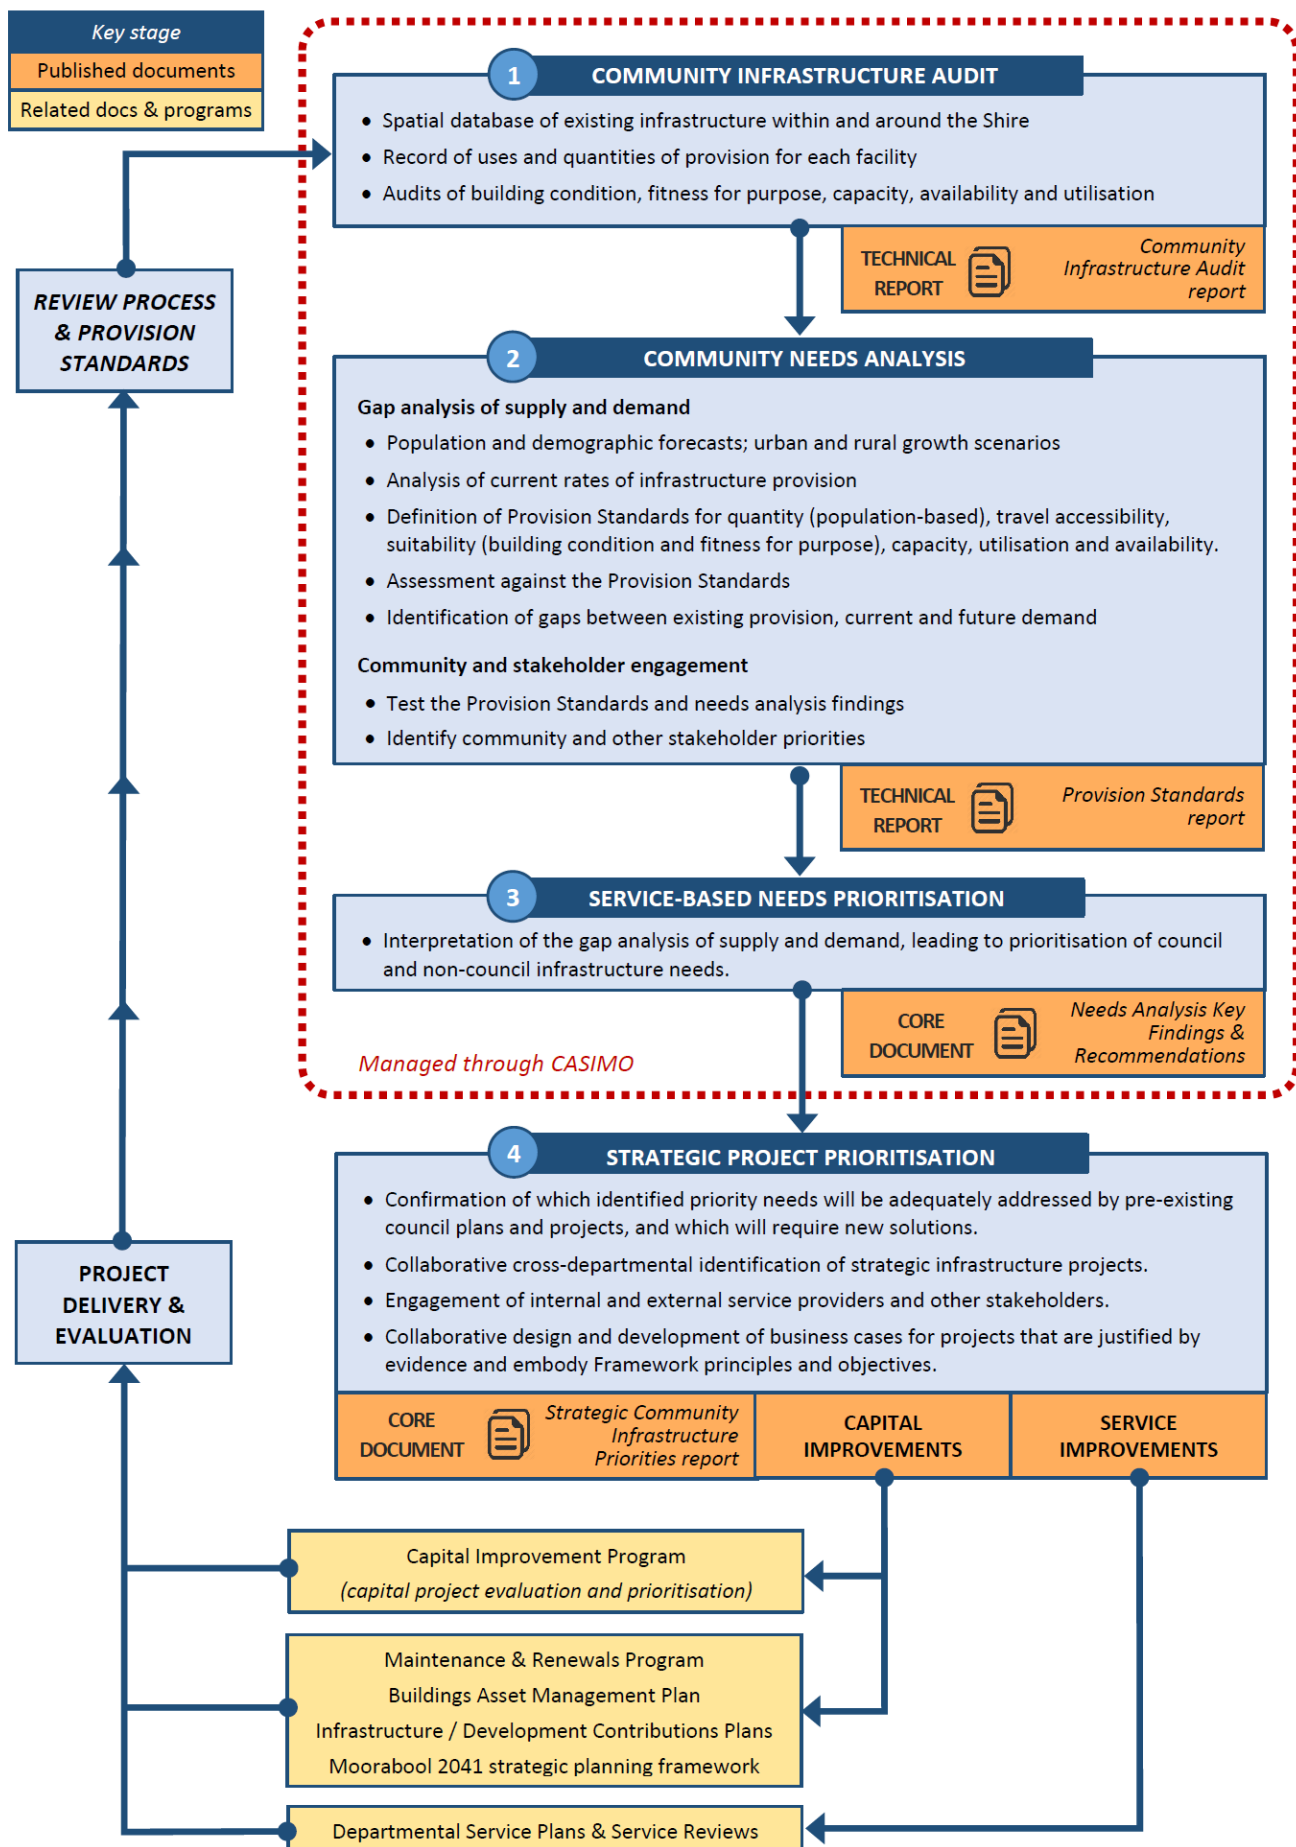 Key stage
Published documents
Related docs & programs
1
COMMUNITY INFRASTRUCTURE AUDIT
• Spatial database of existing infrastructure within and around the Shire
• Record of uses and quantities of provision for each facility
• Audits of building condition, fitness for purpose, capacity, availability and utilisation
TECHNICAL
REPORT
Community
Infrastructure Audit
report
REVIEW PROCESS
& PROVISION
STANDARDS
2
COMMUNITY NEEDS ANALYSIS
Gap analysis of supply and demand
• Population and demographic forecasts; urban and rural growth scenarios
• Analysis of current rates of infrastructure provision
• Definition of Provision Standards for quantity (population-based), travel accessibility,
suitability (building condition and fitness for purpose), capacity, utilisation and availability.
• Assessment against the Provision Standards
• Identification of gaps between existing provision, current and future demand
Community and stakeholder engagement
• Test the Provision Standards and needs analysis findings
• Identify community and other stakeholder priorities
TECHNICAL
REPORT
Provision Standards
report
3
SERVICE-BASED NEEDS PRIORITISATION
• Interpretation of the gap analysis of supply and demand, leading to prioritisation of council
and non-council infrastructure needs.
CORE
DOCUMENT
Needs Analysis Key
Findings &
Recommendations
Managed through CASIMO
4
STRATEGIC PROJECT PRIORITISATION
• Confirmation of which identified priority needs will be adequately addressed by pre-existing
council plans and projects, and which will require new solutions.
• Collaborative cross-departmental identification of strategic infrastructure projects.
• Engagement of internal and external service providers and other stakeholders.
• Collaborative design and development of business cases for projects that are justified by
evidence and embody Framework principles and objectives.
PROJECT
DELIVERY &
EVALUATION
CORE
DOCUMENT
Strategic Community
Infrastructure
Priorities report
CAPITAL
IMPROVEMENTS
SERVICE
IMPROVEMENTS
Capital Improvement Program
(capital project evaluation and prioritisation)
Maintenance & Renewals Program
Buildings Asset Management Plan
Infrastructure / Development Contributions Plans
Moorabool 2041 strategic planning framework
Departmental Service Plans & Service Reviews